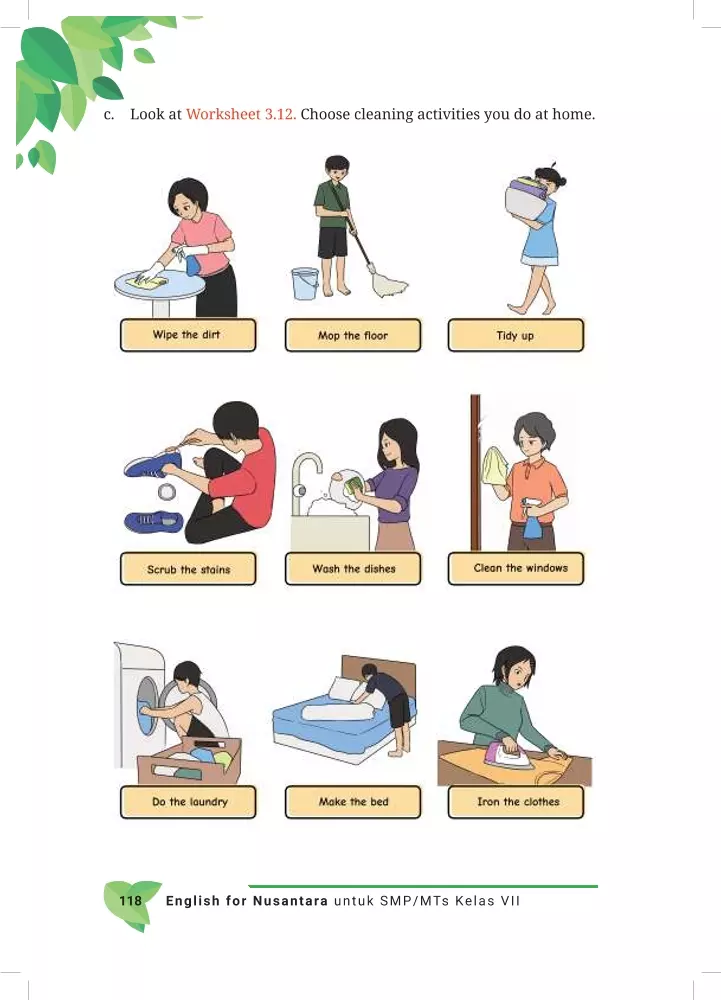 c. Look at Worksheet 3.12. Choose cleaning activities you do at home.
Wipe the dirt
Mop the floor
Tidy up
Scrub the stains
Wash the dishes
Clean the windows
Do the laundry
Make the bed
Iron the clothes
118 English for Nusantara untuk SMP/MTs Kelas VII